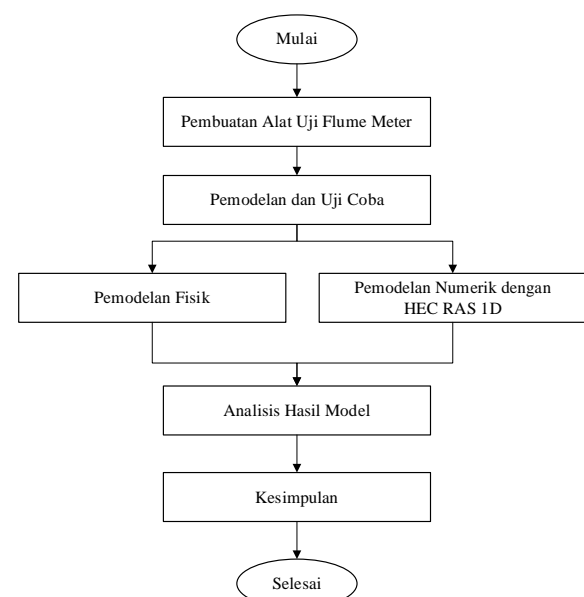 Mulai
Pembuatan Alat Uji Flume Meter
Pemodelan dan Uji Coba
Pemodelan Fisik
Pemodelan Numerik dengan
HEC RAS 1D
Analisis Hasil Model
Kesimpulan
Selesai